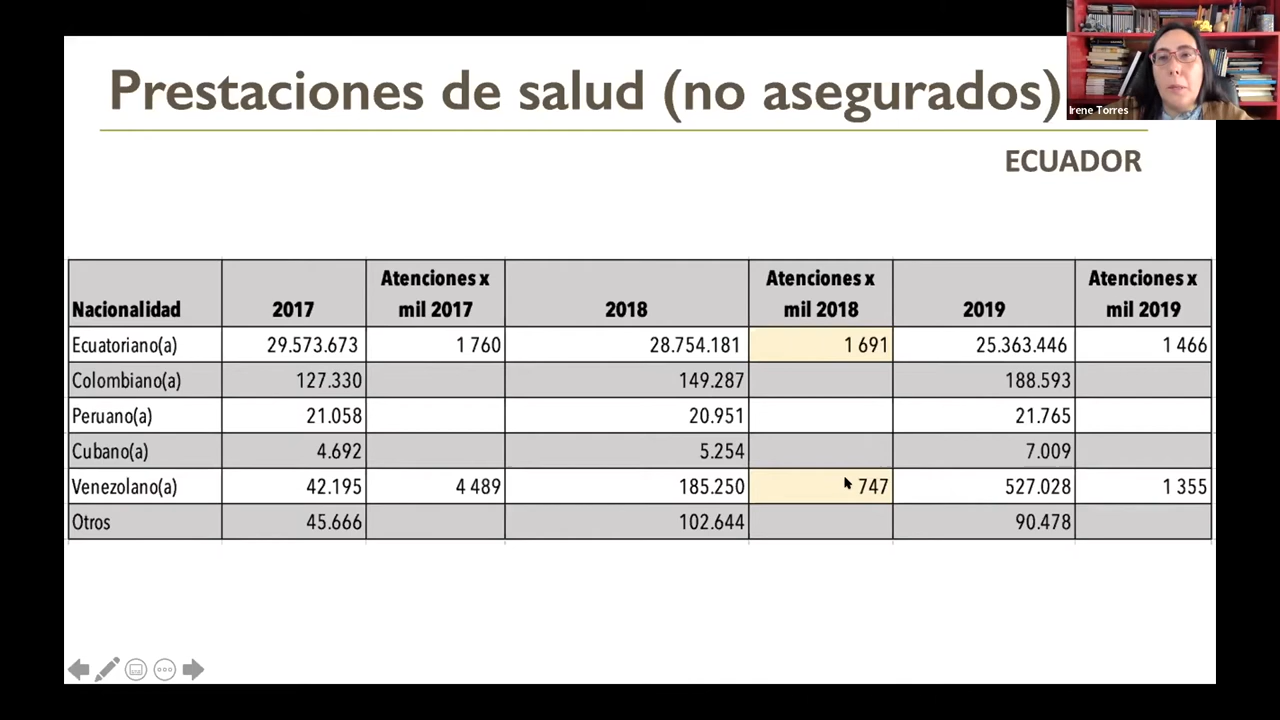 Prestaciones de salud (no asegurados)
Irene Torres
ECUADOR
Nacionalidad 2017 Atenciones x mil 2017 2018 Atenciones x mil 2018 2019 Atenciones x mil 2019
Ecuatoriano(a) 29.573.673 1 760 28.754.181 1 691 25.363.446 1 466
Colombiano(a) 127.330 149.287 188.593
Peruano(a) 21.058 20.951 21.765
Cubano(a) 4.692 5.254 7.009
Venezolano(a) 42.195 4 489 185.250 747 527.028 1 355
Otros 45.666 102.644 90.478